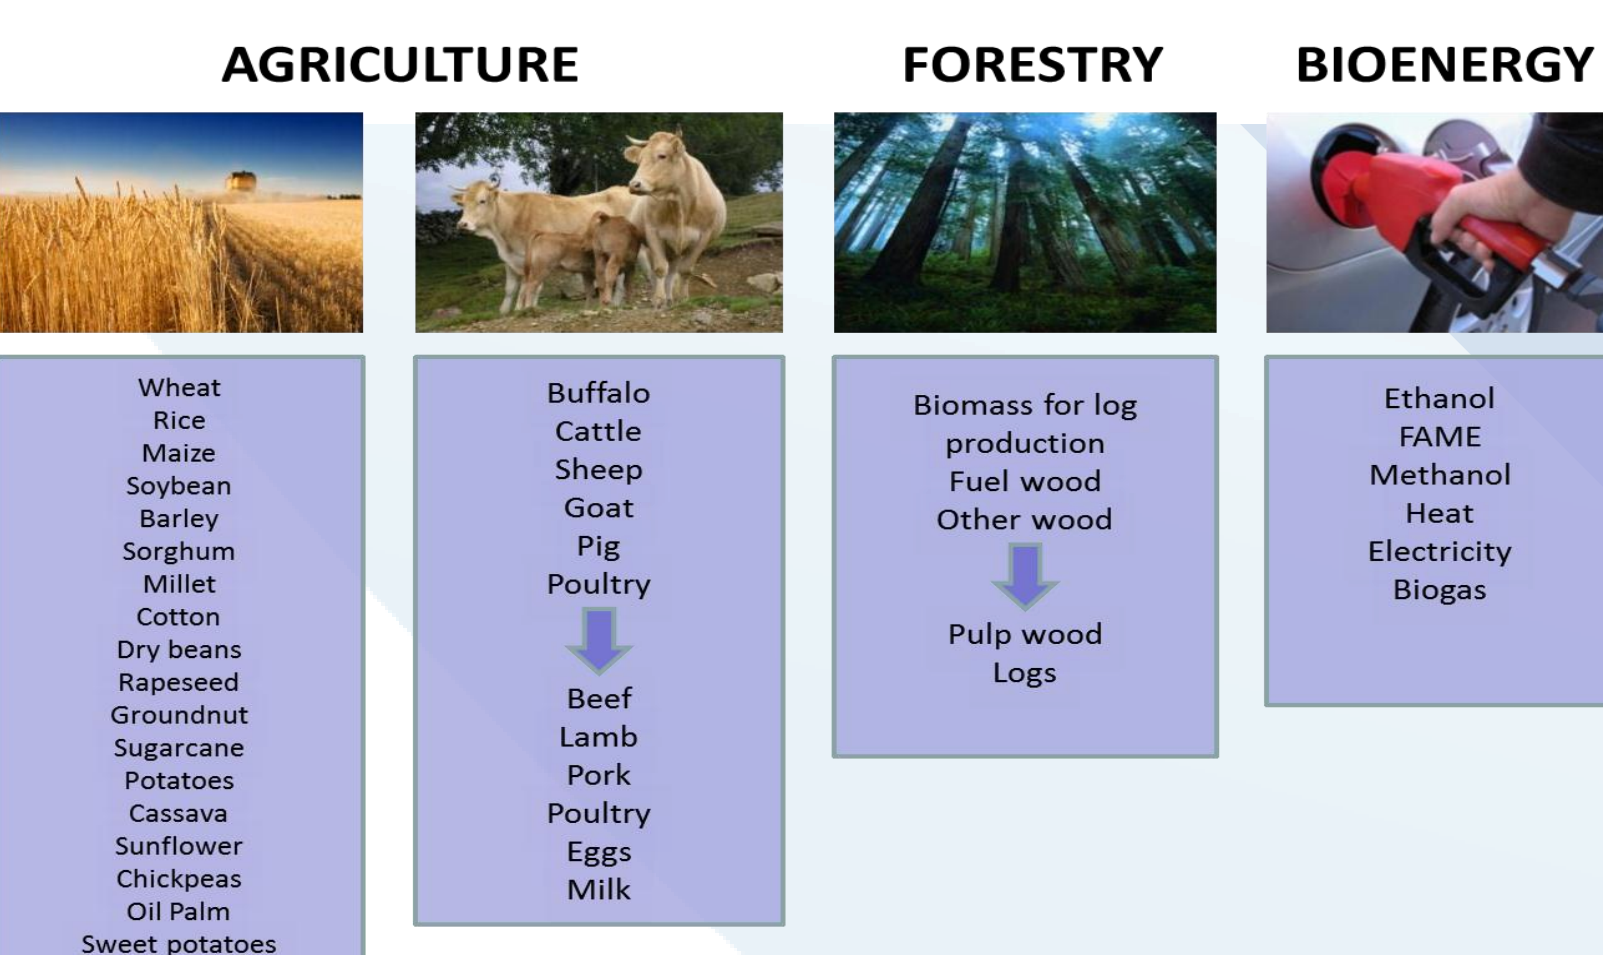 AGRICULTURE
FORESTRY
BIOENERGY
Wheat
Rice
Maize
Soybean
Barley
Sorghum
Millet
Cotton
Dry beans
Rapeseed
Groundnut
Sugarcane
Potatoes
Cassava
Sunflower
Chickpeas
Oil Palm
Sweet potatoes
Buffalo
Cattle
Sheep
Goat
Pig
Poultry
Beef
Lamb
Pork
Poultry
Eggs
Milk
Biomass for log
production
Fuel wood
Other wood
Pulp wood
Logs
Ethanol
FAME
Methanol
Heat
Electricity
Biogas